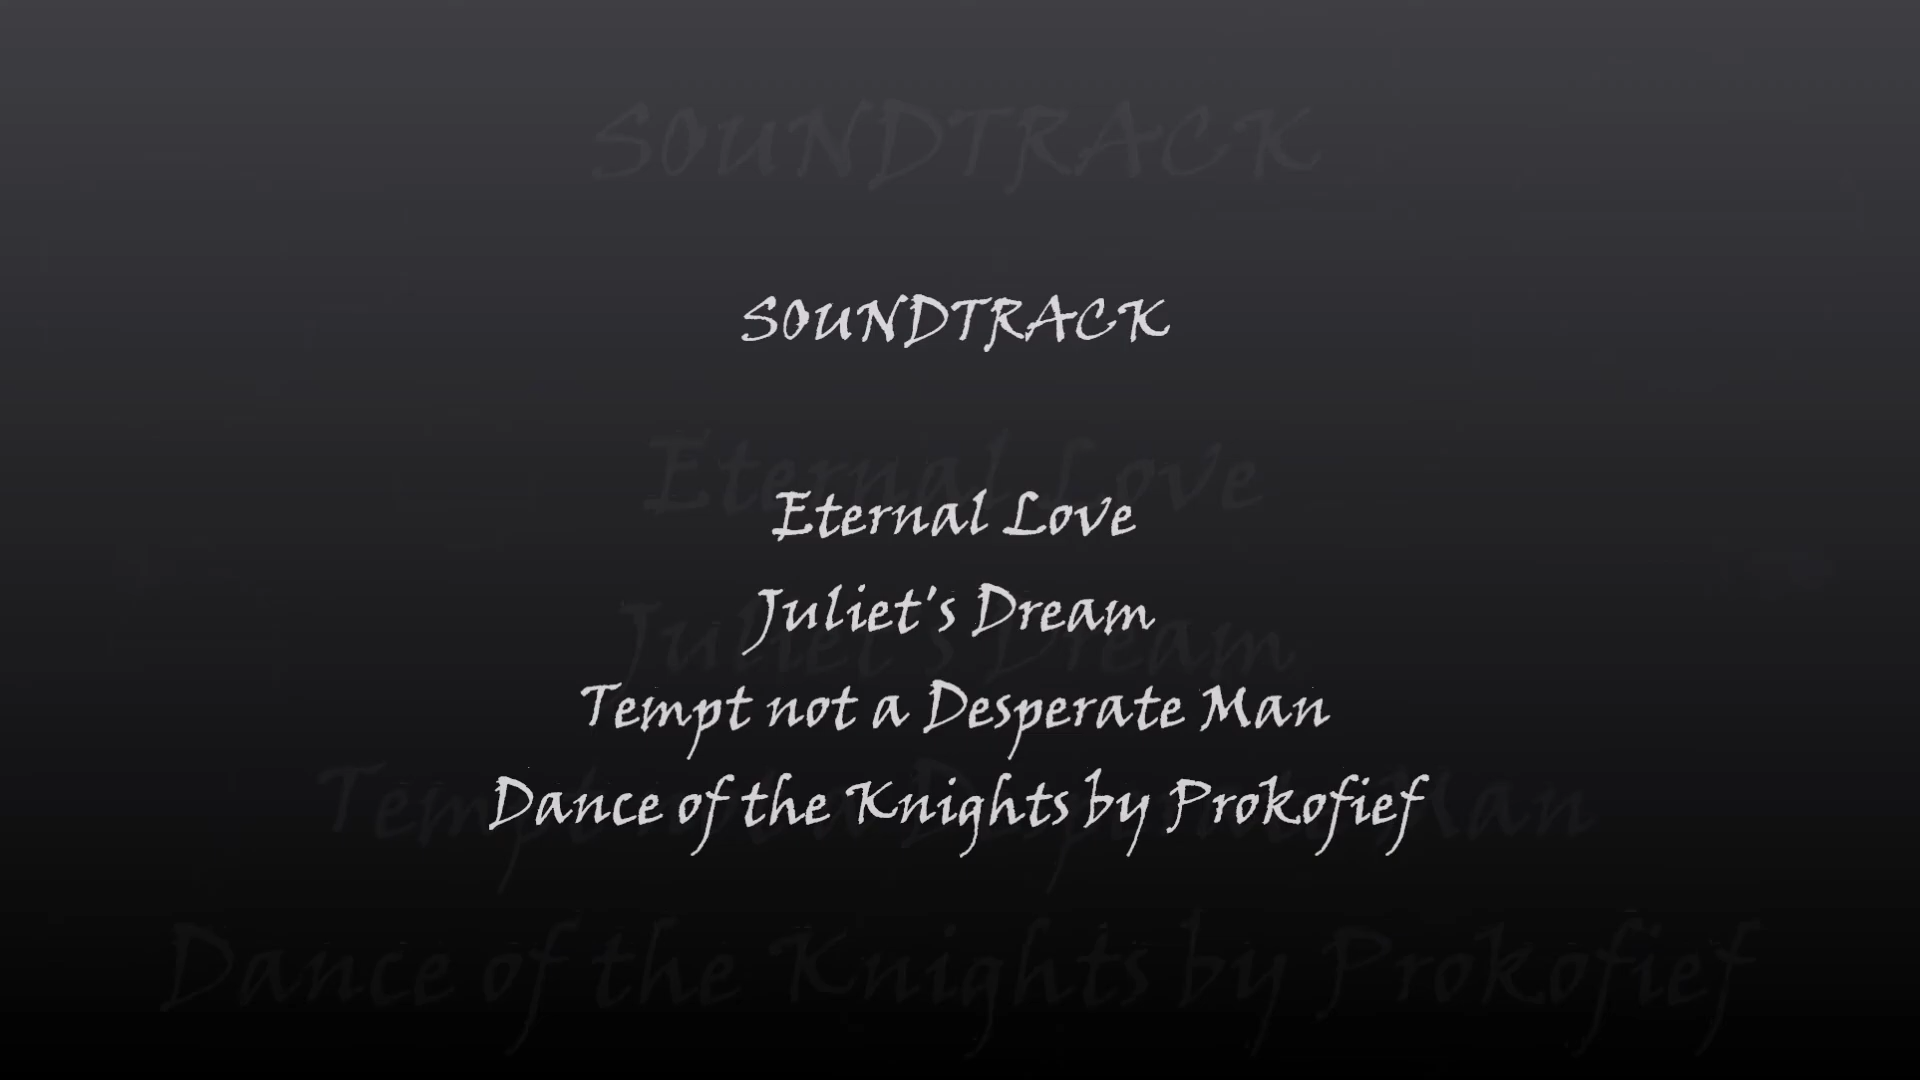 SOUNDTRACK
Eternal Love
Juliet's Dream
Tempt not a Desperate Man
Dance of the Knights by Prokofief